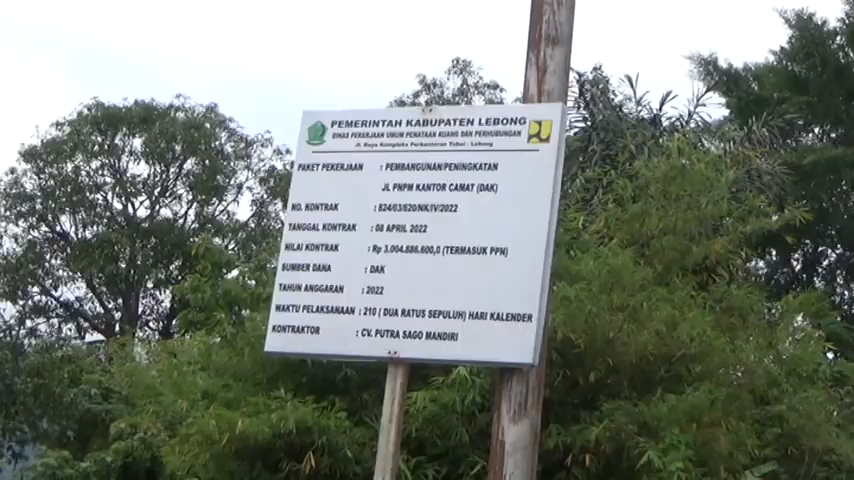 PEMERINTAH KABUPATEN LEBONG
DINAS PEKERJAAN UMUM PENATAAN RUANG DAN PERHUBUNGAN
Jl. Raya Komplek Perkantoran Tubei - Lebong
PAKET PEKERJAAN : PEMBANGUNAN/PENINGKATAN
JL PNPM KANTOR CAMAT (DAK)
NO. KONTRAK : 824/03/620/NK/IV/2022
TANGGAL KONTRAK : 08 APRIL 2022
NILAI KONTRAK : Rp 3.004.886.600,0 (TERMASUK PPN)
SUMBER DANA : DAK
TAHUN ANGGARAN : 2022
WAKTU PELAKSANAAN : 210 ( DUA RATUS SEPULUH) HARI KALENDER
KONTRAKTOR : CV. PUTRA SAGO MANDIRI